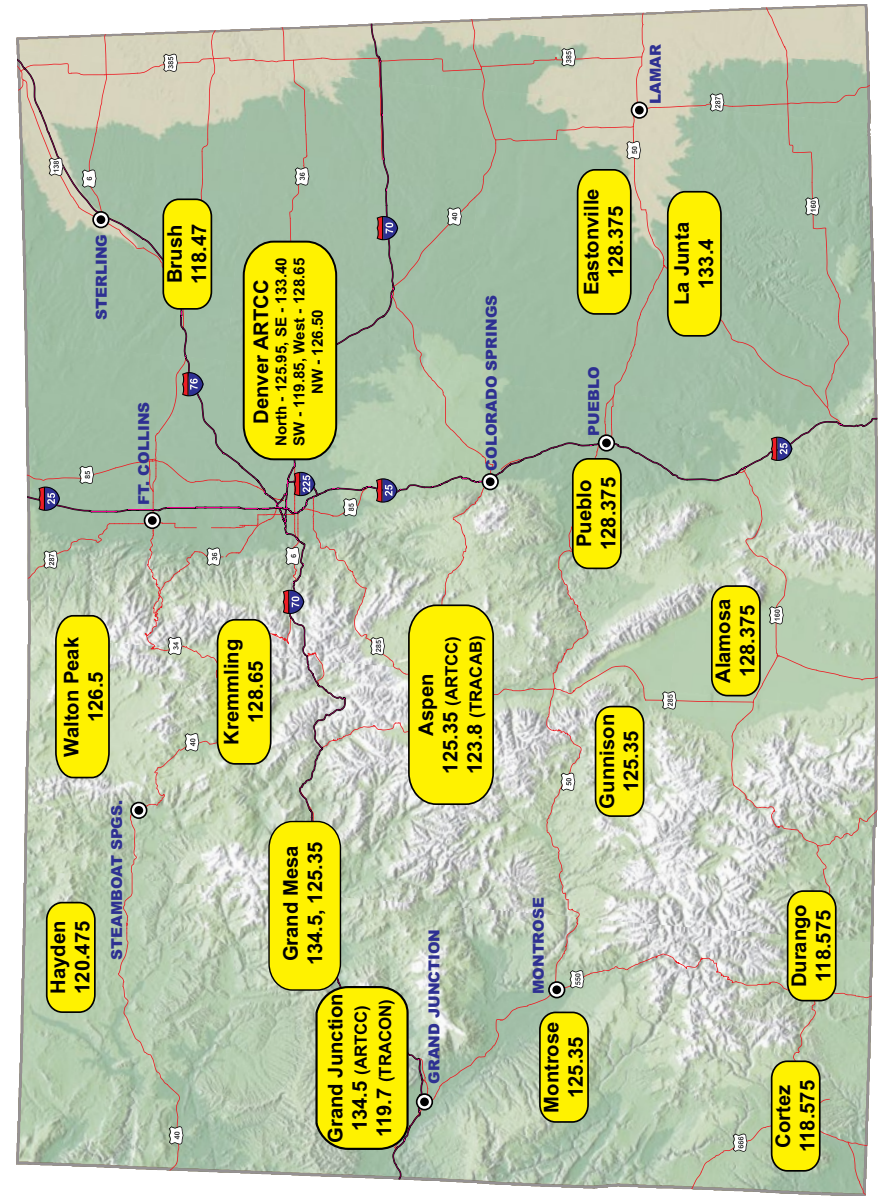 Hayden
120.475
Walton Peak
126.5
287
25
85
138
6
STEAMBOAT SPGS.
FT. COLLINS
STERLING
40
34
385
40
76
Brush
118.47
36
Kremmling
128.65
Denver ARTCC
North - 125.95, SE - 133.40
SW - 119.85, West - 128.65
NW - 126.50
Grand Mesa
134.5, 125.35
70
6
225
36
Grand Junction
134.5 (ARTCC)
119.7 (TRACON)
85
285
25
70
GRAND JUNCTION
Aspen
125.35 (ARTCC)
123.8 (TRACAB)
40
COLORADO SPRINGS
MONTROSE
Montrose
125.35
550
50
385
PUEBLO
Pueblo
128.375
Eastonville
128.375
Gunnison
125.35
50
LAMAR
285
La Junta
133.4
287
Alamosa
128.375
666
160
25
Cortez
118.575
Durango
118.575
160